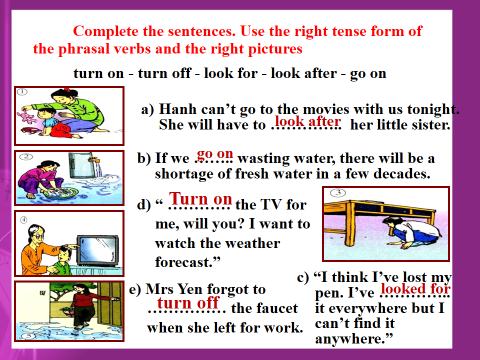 Complete the sentences. Use the right tense form of
the phrasal verbs and the right pictures
turn on - turn off - look for - look after - go on
1
a) Hanh can't go to the movies with us tonight.
She will have to look after her little sister.
2
b) If we go on wasting water, there will be a
shortage of fresh water in a few decades.
d) “ Turn on the TV for
me, will you? I want to
watch the weather
forecast.”
4
e) Mrs Yen forgot to
turn off the faucet
when she left for work.
c) “I think I've lost my
pen. I've looked for
it everywhere but I
can't find it
anywhere.”